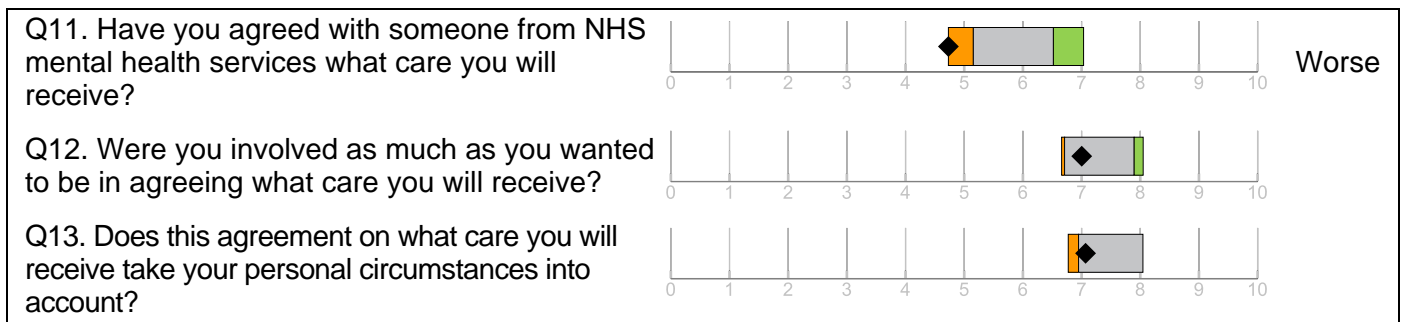 Q11. Have you agreed with someone from NHS
mental health services what care you will
receive?
0 1 2 3 4 5 6 7 8 9 10
Worse
Q12. Were you involved as much as you wanted
to be in agreeing what care you will receive?
0 1 2 3 4 5 6 7 8 9 10
Q13. Does this agreement on what care you will
receive take your personal circumstances into
account?
0 1 2 3 4 5 6 7 8 9 10